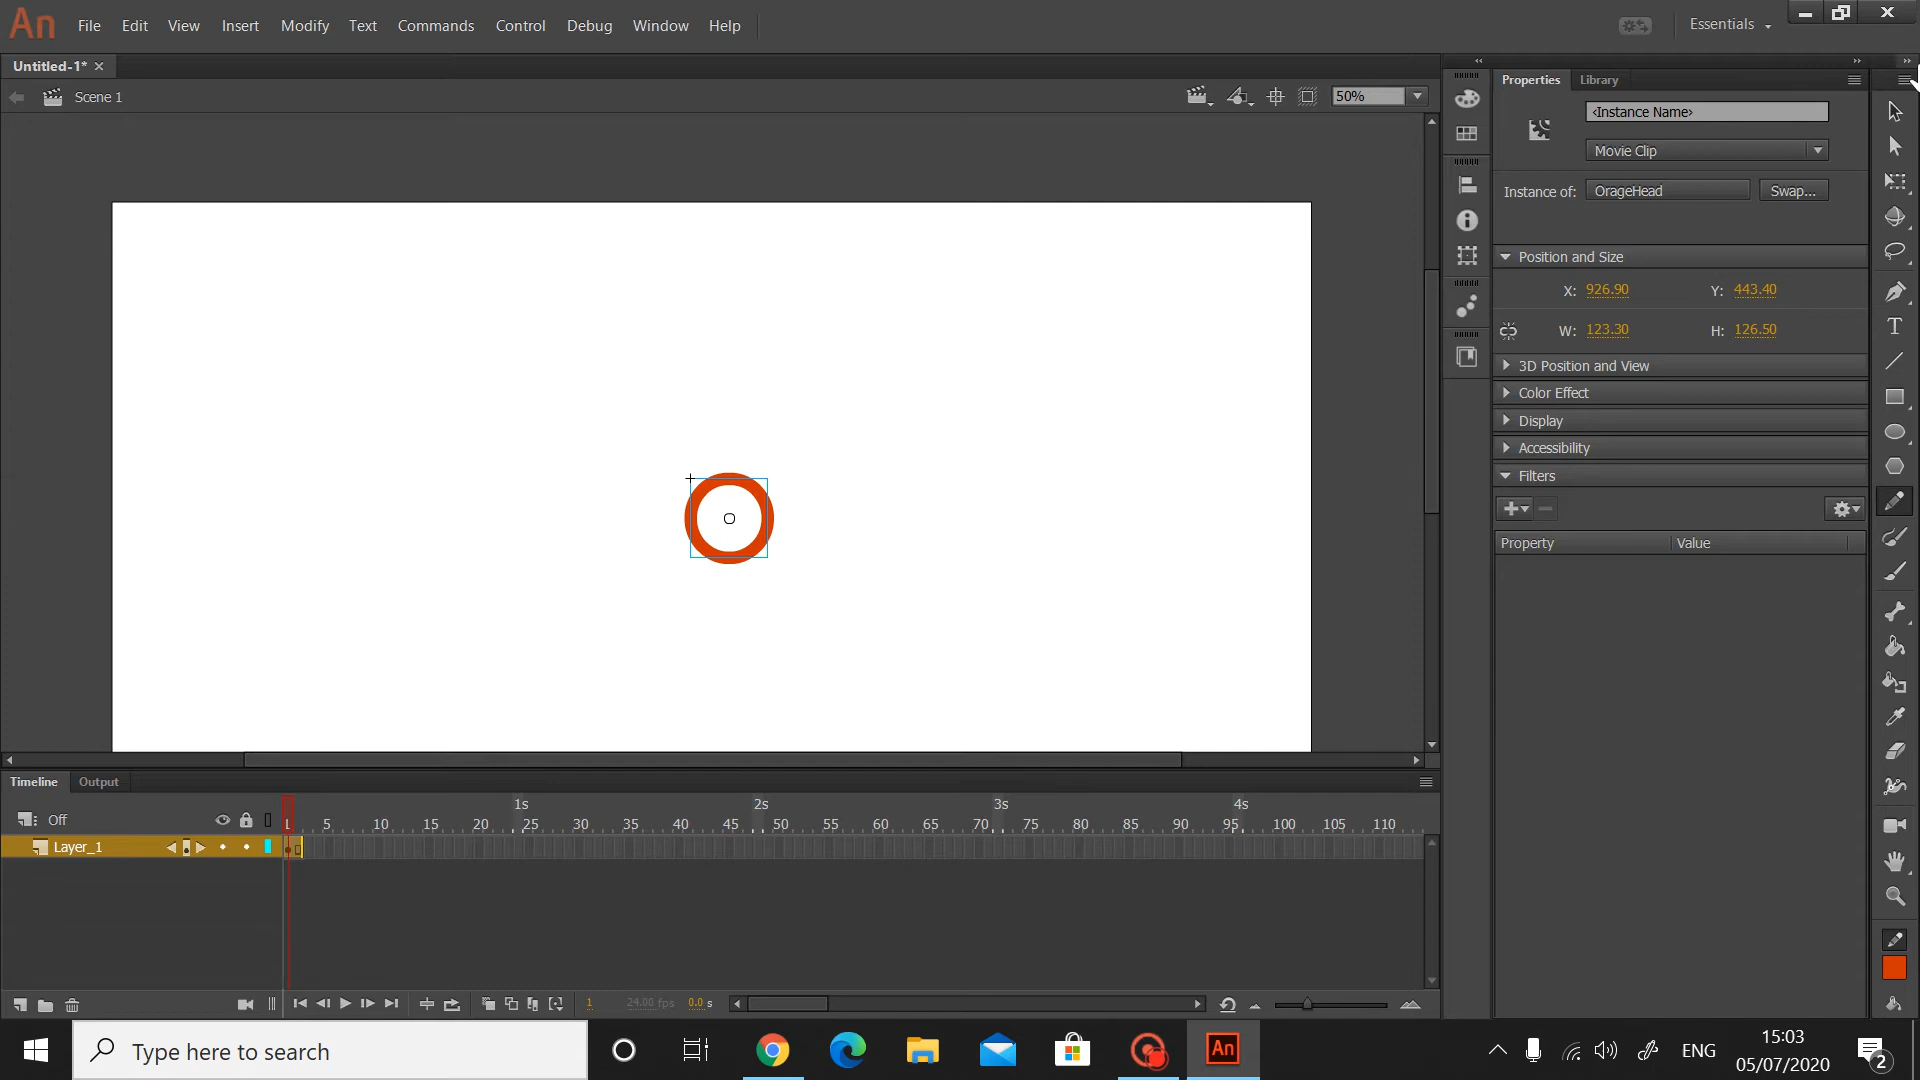 An File Edit View Insert Modify Text Commands Control Debug Window Help Essentials
Untitled-1*
Scene 1 50%
Properties Library
<Instance Name>
Movie Clip
Instance of: OrageHead Swap...
Position and Size
X: 926.90 Y: 443.40
W: 123.30 H: 126.50
3D Position and View
Color Effect
Display
Accessibility
Filters
Property Value
T
Timeline Output
1s 2s 3s 4s
Off 1 5 10 15 20 25 30 35 40 45 50 55 60 65 70 75 80 85 90 95 100 105 110
Layer_1
1 24.00 fps 0.0 s
Type here to search
An
ENG
15:03
05/07/2020
2